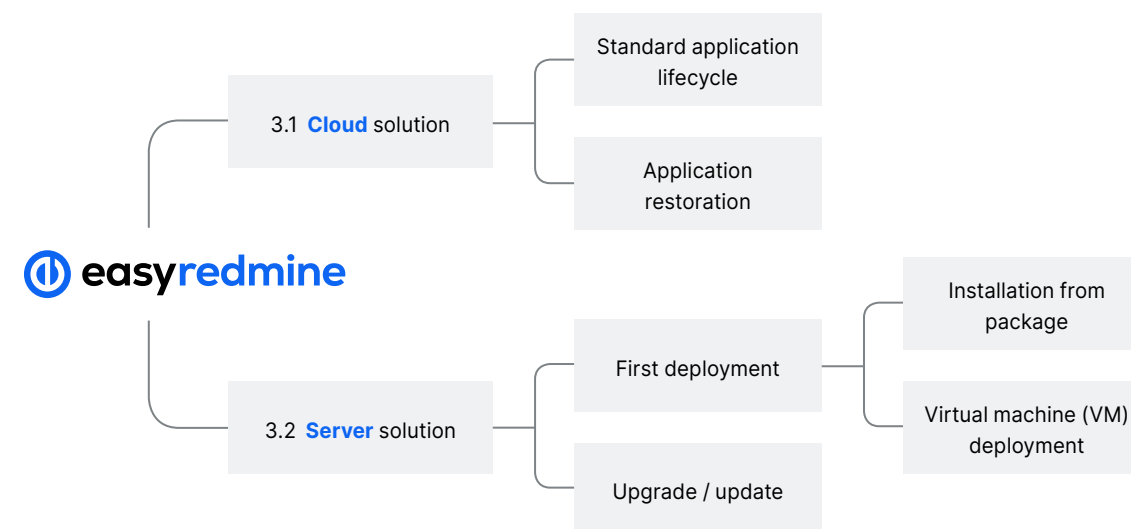 Standard application
lifecycle
3.1 Cloud solution
Application
restoration
easyredmine
Installation from
package
First deployment
Virtual machine (VM)
deployment
3.2 Server solution
Upgrade / update